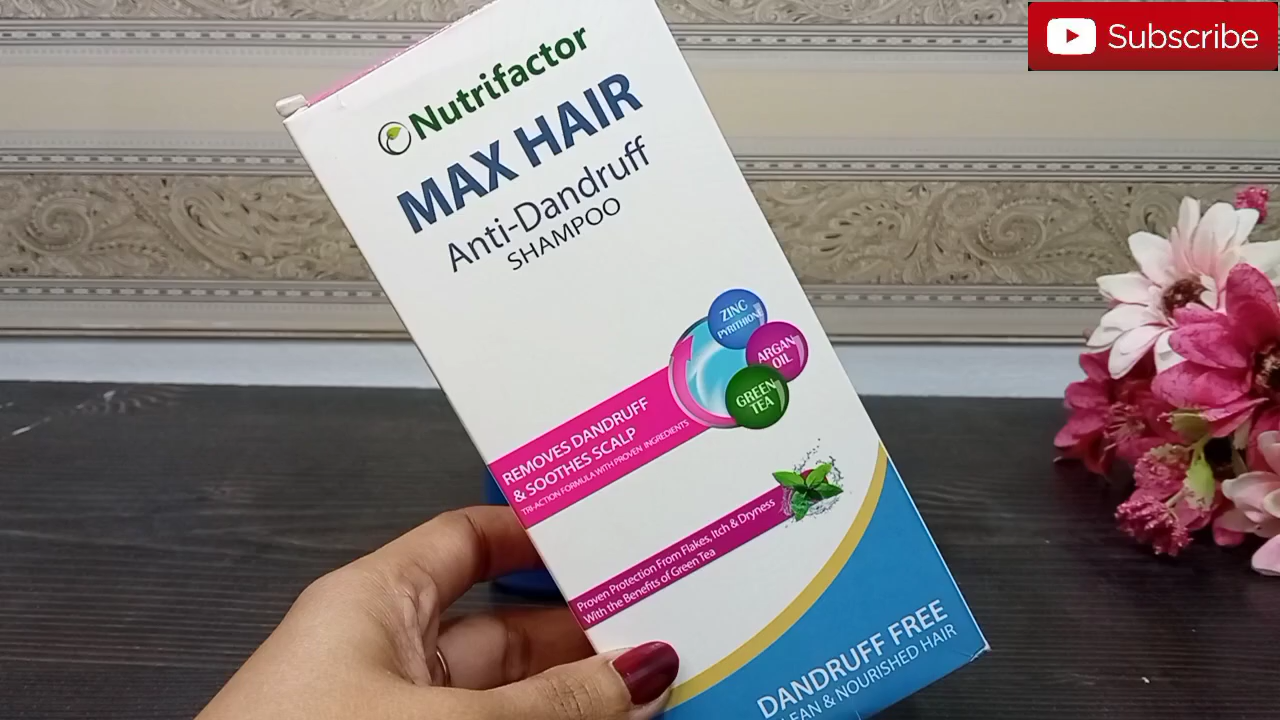 Subscribe
Nutrifactor
MAX HAIR
Anti-Dandruff
SHAMPOO
ZINC
PYRITHIONE
ARGAN
OIL
GREEN
TEA
REMOVES DANDRUFF
& SOOTHES SCALP
TRI-ACTION FORMULA WITH PROVEN INGREDIENTS
Proven Protection From Flakes, Itch & Dryness
With the Benefits of Green Tea
DANDRUFF FREE
& NOURISHED HAIR